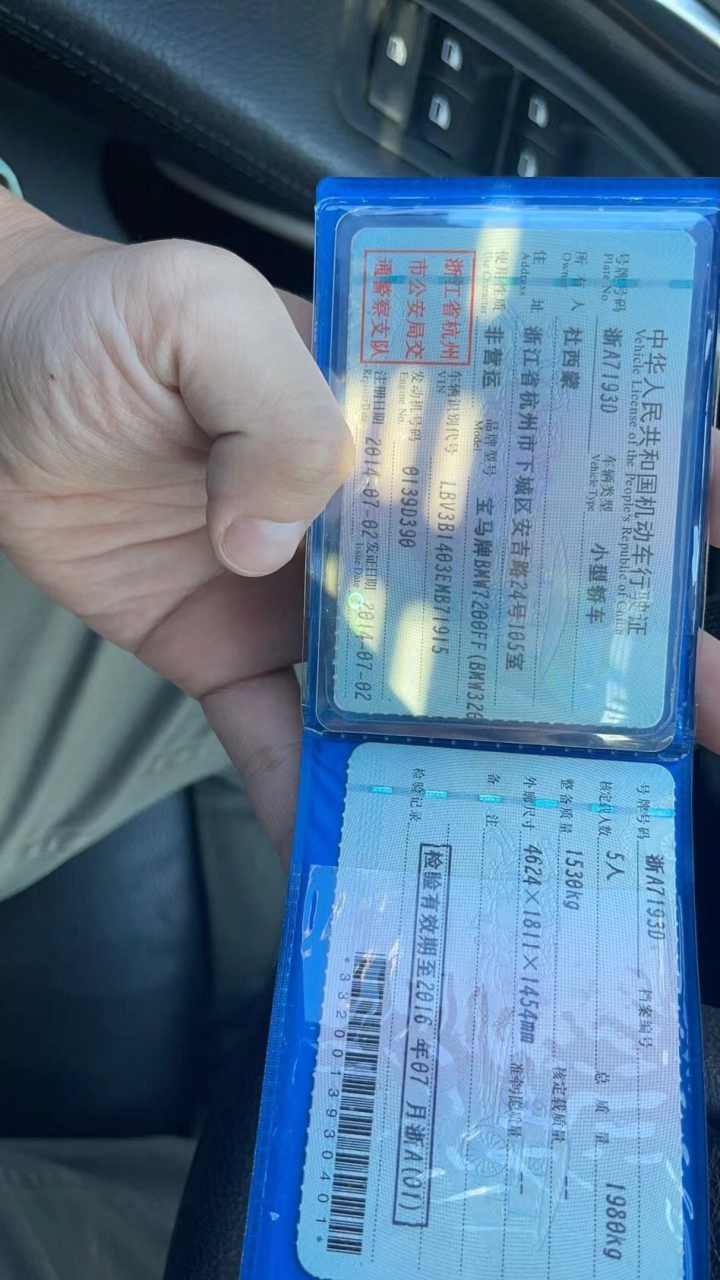 中华人民共和国机动车行驶证
Vehicle License of the People's Republic of China
号牌号码 浙A7193D 车辆类型 小型轿车
Plate No. Vehicle Type
所有人 杜西蒙
Owner
住址 浙江省杭州市下城区安吉路24号105室
Address
使用性质 非营运 品牌型号 宝马牌BMW7200FF(BMW320
Use Character Model
浙江省杭州
市公安局交
通警察支队
车辆识别代号 LBV3B1403EMB71915
VIN
发动机号码 0139D390
Engine No.
注册日期 2014-07-02 发证日期 2014-07-02
Register Date Issue Date
号牌号码 浙A7193D 档案编号
核定载人数 5人 总质量 1980kg
整备质量 1530kg 核定载质量 --
外廓尺寸 4624×1811×1454mm 准牵引总质量 --
备注
检验记录 检验有效期至2016年07月浙A(01)
*3320013930401*